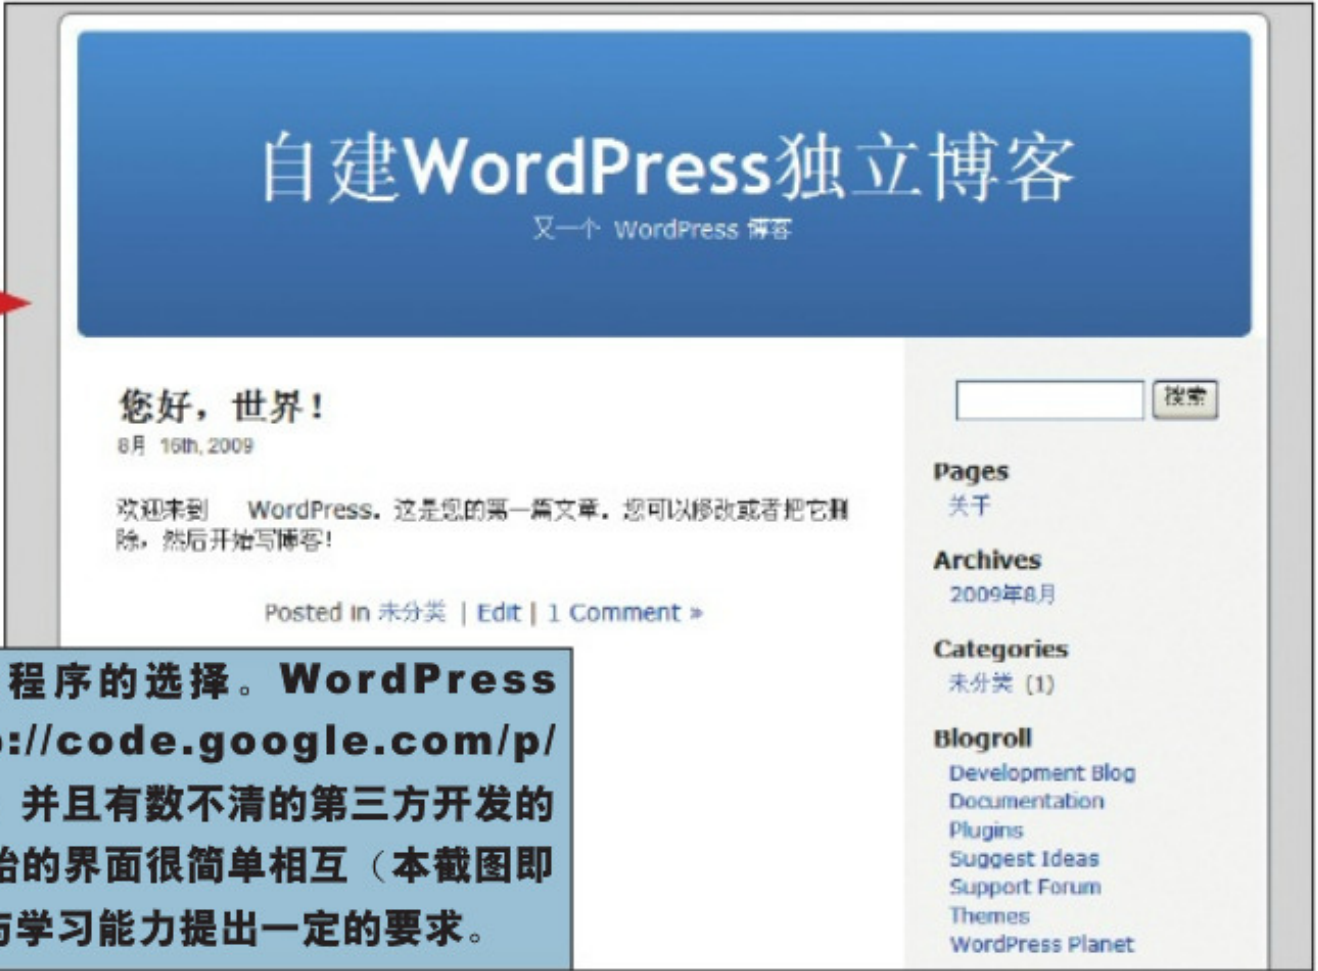 自建WordPress独立博客
又一个 WordPress 博客
您好，世界！
8月 16th, 2009
欢迎来到 WordPress. 这是您的第一篇文章. 您可以修改或者把它删
除，然后开始写博客!
Posted in 未分类 | Edit | 1 Comment »
搜索
Pages
关于
Archives
2009年8月
Categories
未分类 (1)
Blogroll
Development Blog
Documentation
Plugins
Suggest Ideas
Support Forum
Themes
WordPress Planet
程序的选择。WordPress
://code.google.com/p/
并且有数不清的第三方开发的
的界面很简单相互（本截图即
与学习能力提出一定的要求。